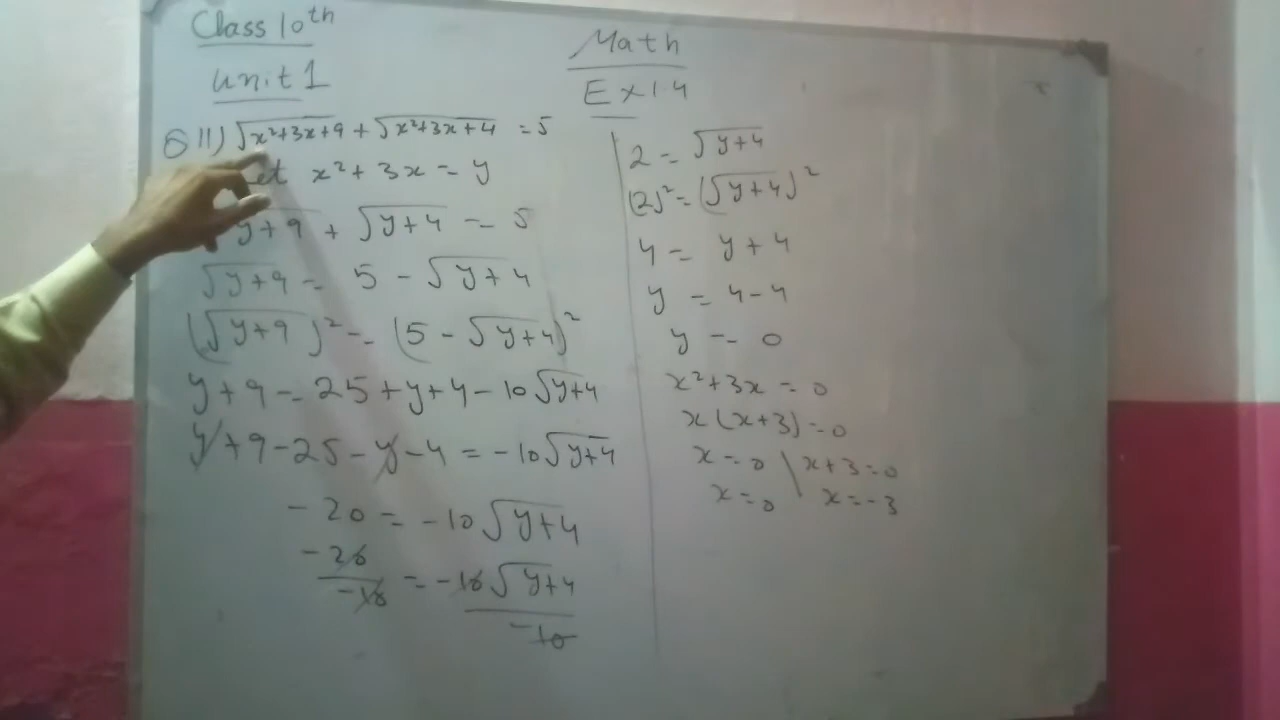 Class 10th
Unit 1
Math
Ex 1.4
Q 11) √x²+3x+9 + √x²+3x+4 = 5
Let x² + 3x = y
y+9 + √y+4 = 5
√y+9 = 5 - √y+4
(√y+9)² = (5 - √y+4)²
y+9 = 25+y+4-10√y+4
y+9-25-y-4 = -10√y+4
-20 = -10√y+4
-20/-10 = -10√y+4/-10
2 = √y+4
(2)² = (√y+4)²
4 = y+4
y = 4-4
y = 0
x²+3x = 0
x(x+3) = 0
x = 0 \ x+3 = 0
x = 0 \ x = -3